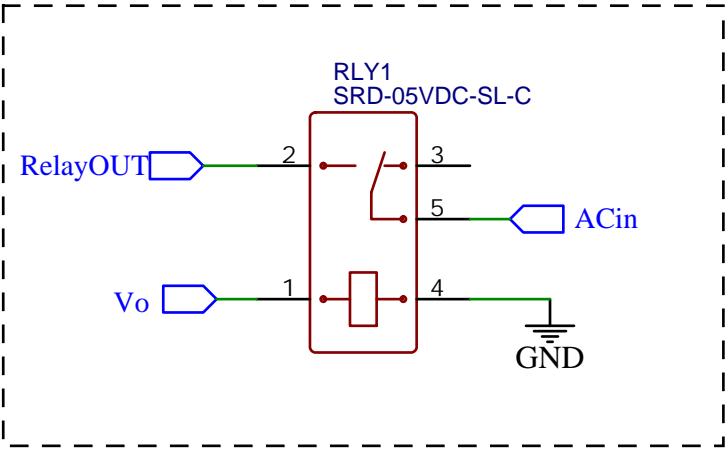 RLY1
SRD-05VDC-SL-C
RelayOUT
2
3
5
ACin
Vo
1
4
GND